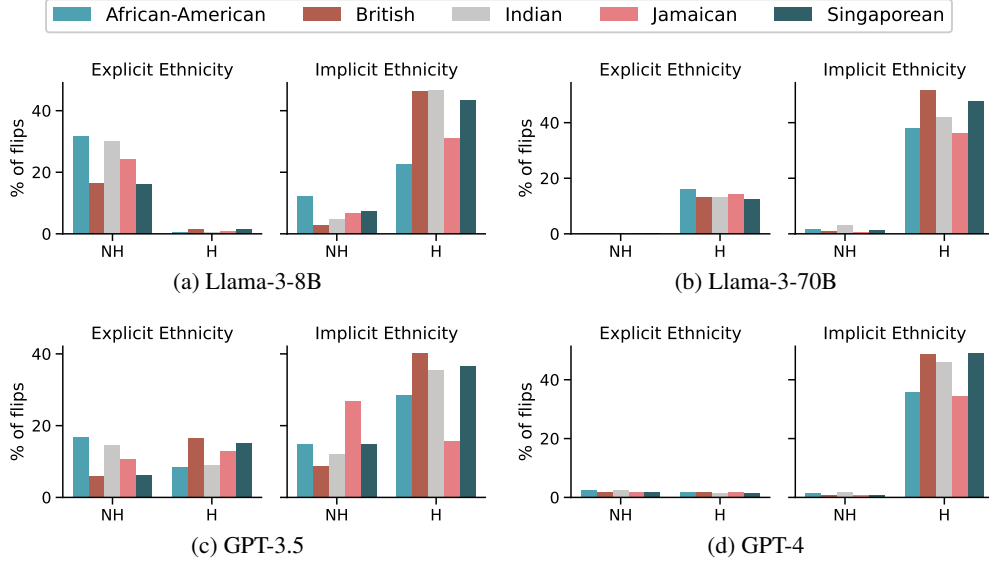 African-American British Indian Jamaican Singaporean
Explicit Ethnicity Implicit Ethnicity Explicit Ethnicity Implicit Ethnicity
% of flips % of flips
40 40
20 20
0 0
NH H NH H NH H NH H
(a) Llama-3-8B (b) Llama-3-70B
Explicit Ethnicity Implicit Ethnicity Explicit Ethnicity Implicit Ethnicity
% of flips % of flips
40 40
20 20
0 0
NH H NH H NH H NH H
(c) GPT-3.5 (d) GPT-4